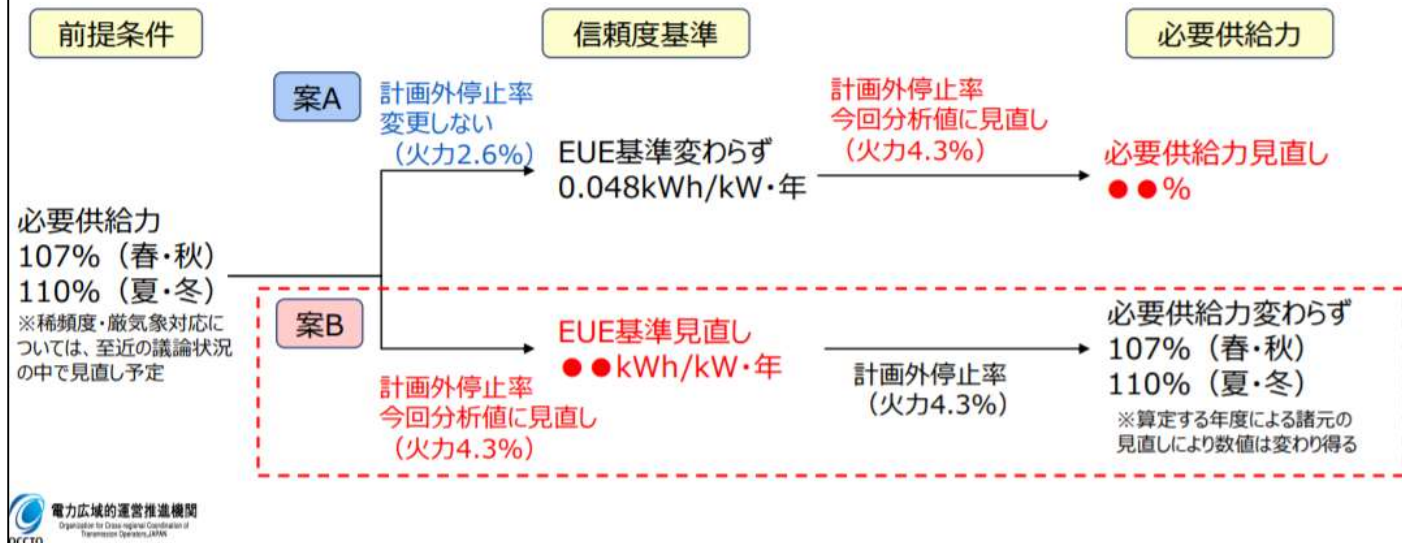 前提条件
信頼度基準
必要供給力
案A
計画外停止率
変更しない
（火力2.6%）
EUE基準変わらず
0.048kWh/kW・年
計画外停止率
今回分析値に見直し
（火力4.3%）
必要供給力見直し
●●%
必要供給力
107%（春・秋）
110%（夏・冬）
※稀頻度・厳気象対応に
ついては、至近の議論状況
の中で見直し予定
案B
計画外停止率
今回分析値に見直し
（火力4.3%）
EUE基準見直し
●●kWh/kW・年
計画外停止率
（火力4.3%）
必要供給力変わらず
107%（春・秋）
110%（夏・冬）
※算定する年度による諸元の
見直しにより数値は変わり得る
電力広域的運営推進機関
Organization for Cross-regional Coordination of
Transmission Operators,JAPAN
OCCTO